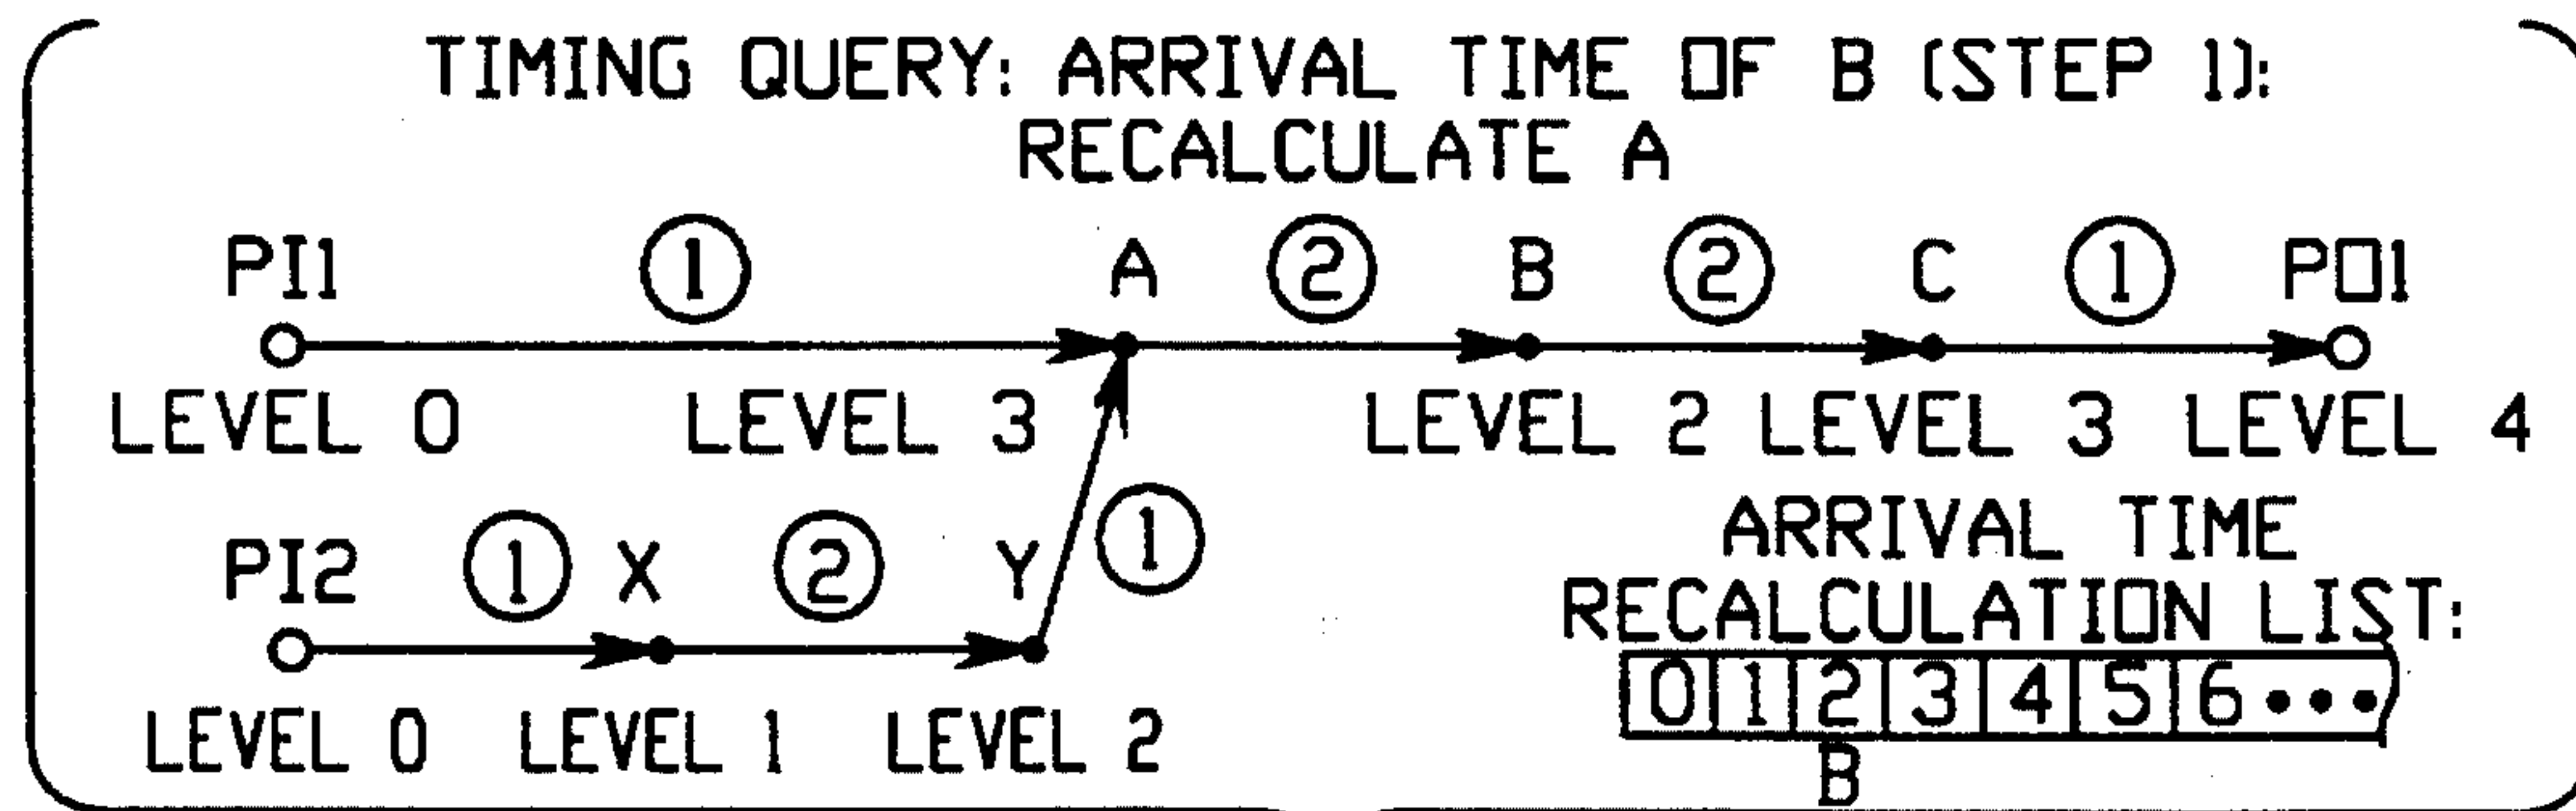 TIMING QUERY: ARRIVAL TIME OF B (STEP 1):
RECALCULATE A
PI1 1 A 2 B 2 C 1 PO1
LEVEL 0 LEVEL 3 LEVEL 2 LEVEL 3 LEVEL 4
PI2 1 X 2 Y 1
LEVEL 0 LEVEL 1 LEVEL 2
ARRIVAL TIME
RECALCULATION LIST:
0 1 2 3 4 5 6 •••
B